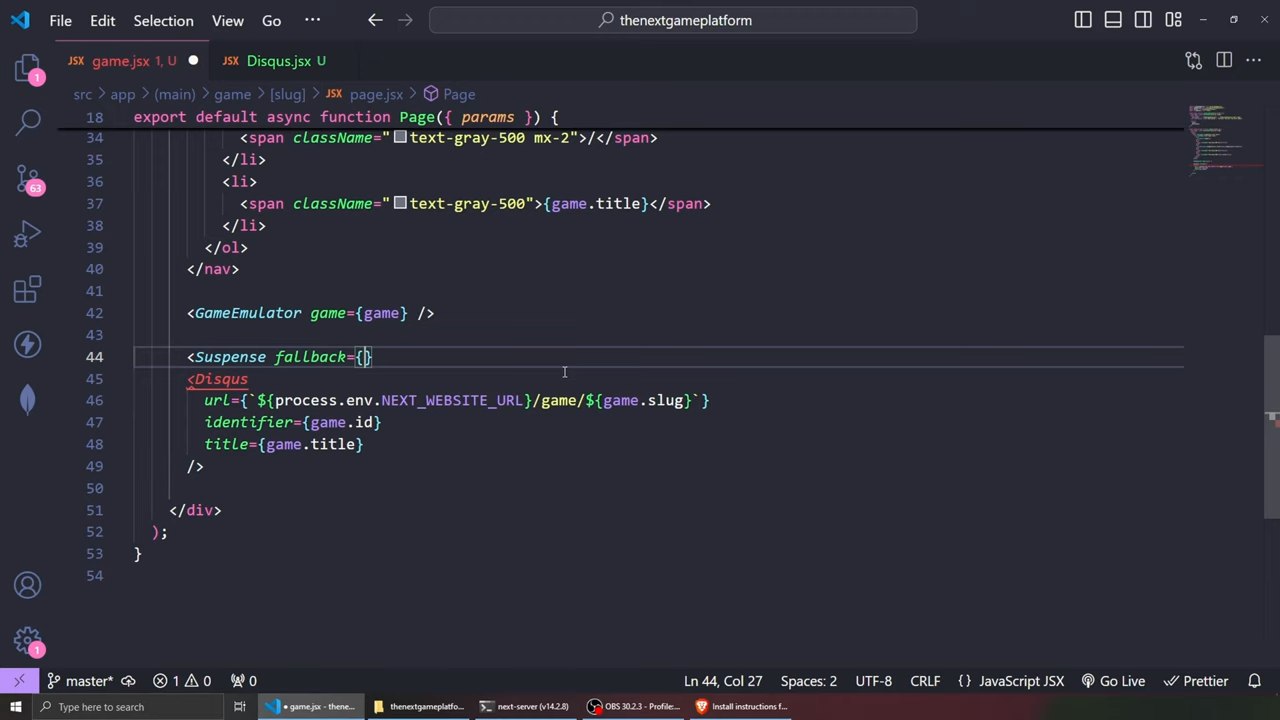 File Edit Selection View Go ··· thenextgameplatform
JSX game.jsx 1, U JSX Disqus.jsx U
src > app > (main) > game > [slug] > JSX page.jsx > Page
18 export default async function Page({ params }) {
34 <span className="text-gray-500 mx-2">/</span>
35 </li>
36 <li>
37 <span className="text-gray-500">{game.title}</span>
38 </li>
39 </ol>
40 </nav>
41
42 <GameEmulator game={game} />
43
44 <Suspense fallback={}
45 <Disqus
46 url={`${process.env.NEXT_WEBSITE_URL}/game/${game.slug}`}
47 identifier={game.id}
48 title={game.title}
49 />
50
51 </div>
52 );
53 }
54
1
63
1
master* 1 0 0 Ln 44, Col 27 Spaces: 2 UTF-8 CRLF {} JavaScript JSX Go Live Prettier
Type here to search game.jsx - thene... thenextgameplatfo... next-server (v14.2.8) OBS 30.2.3 - Profile:... Install instructions f...